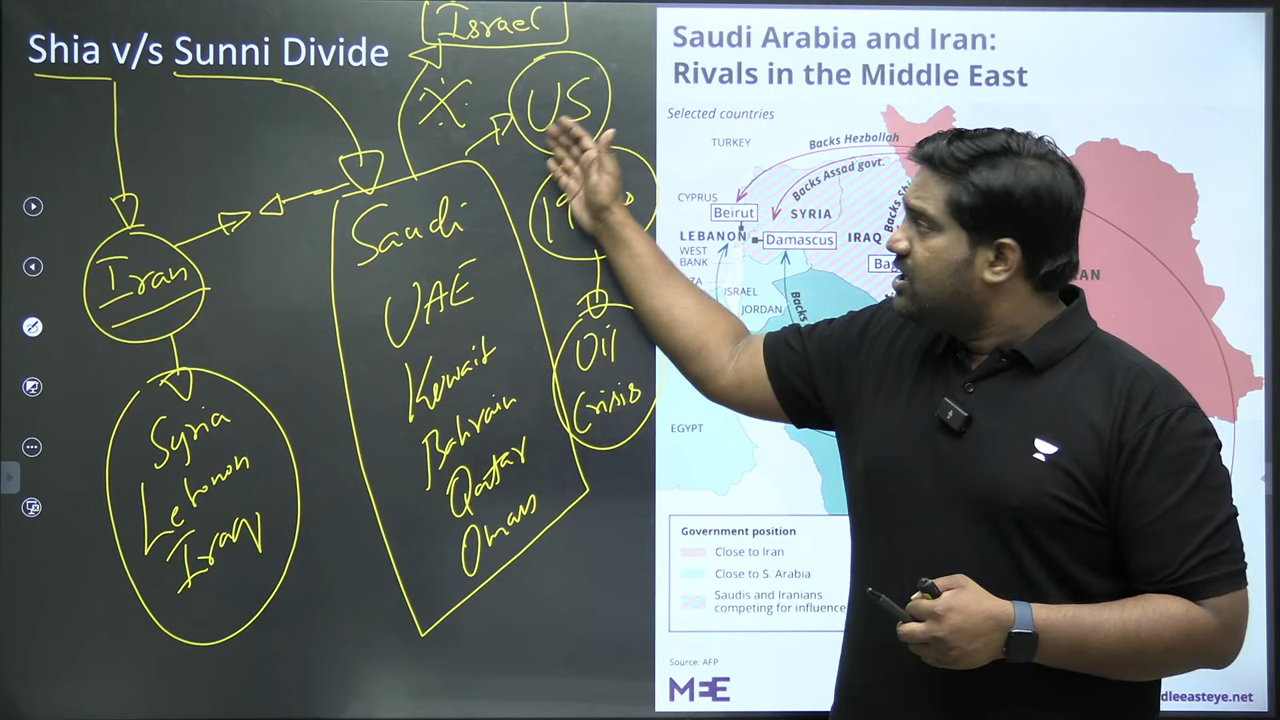 Shia v/s Sunni Divide
Israel
US
Iran
Saudi
UAE
Kuwait
Bahrain
Qatar
Oman
Oil
Crisis
Syria
Lebonon
Iraq
Saudi Arabia and Iran:
Rivals in the Middle East
Selected countries
TURKEY
Backs Hezbollah
Backs Assad govt.
CYPRUS
Beirut
SYRIA
LEBANON
Damascus
IRAQ
WEST
BANK
ISRAEL
JORDAN
Backs
EGYPT
Government position
Close to Iran
Close to S. Arabia
Saudis and Iranians
competing for influence
Source: AFP
MEE
dleeasteye.net